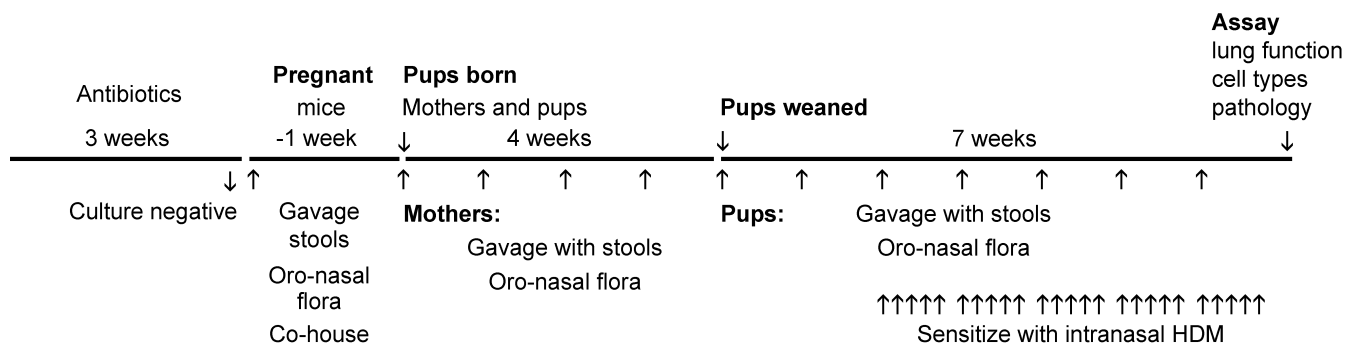 Assay
lung function
cell types
pathology
Antibiotics
3 weeks
Pregnant
mice
-1 week
Pups born
Mothers and pups
4 weeks
Pups weaned
7 weeks
Culture negative
Gavage
stools
Oro-nasal
flora
Co-house
Mothers:
Gavage with stools
Oro-nasal flora
Pups:
Gavage with stools
Oro-nasal flora
Sensitize with intranasal HDM